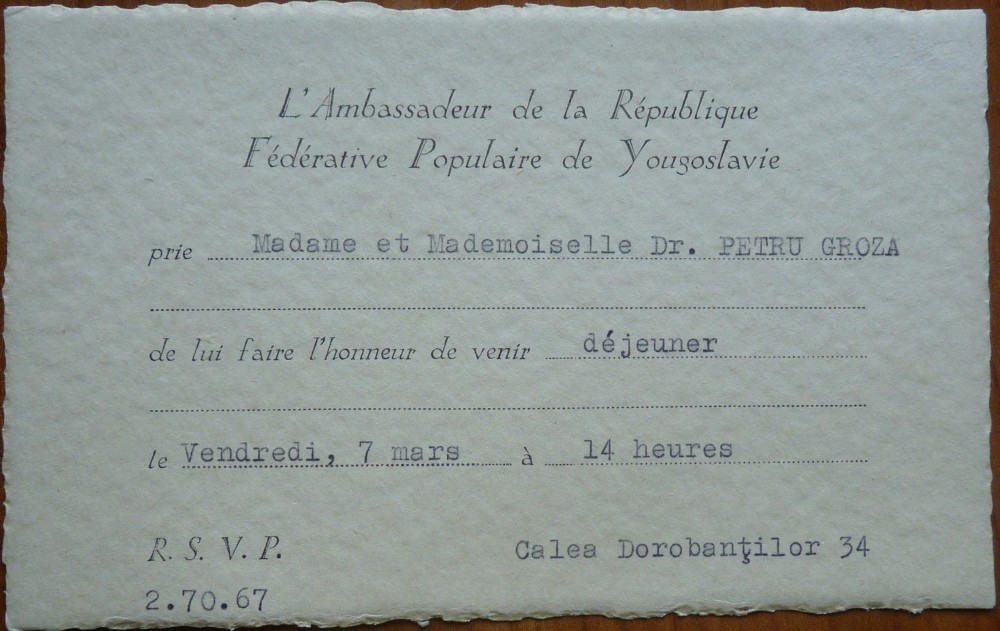 L'Ambassadeur de la République
Fédérative Populaire de Yougoslavie
prie Madame et Mademoiselle Dr. PETRU GROZA
de lui faire l'honneur de venir déjeuner
le Vendredi, 7 mars à 14 heures
R. S. V. P. Calea Dorobanţilor 34
2.70.67